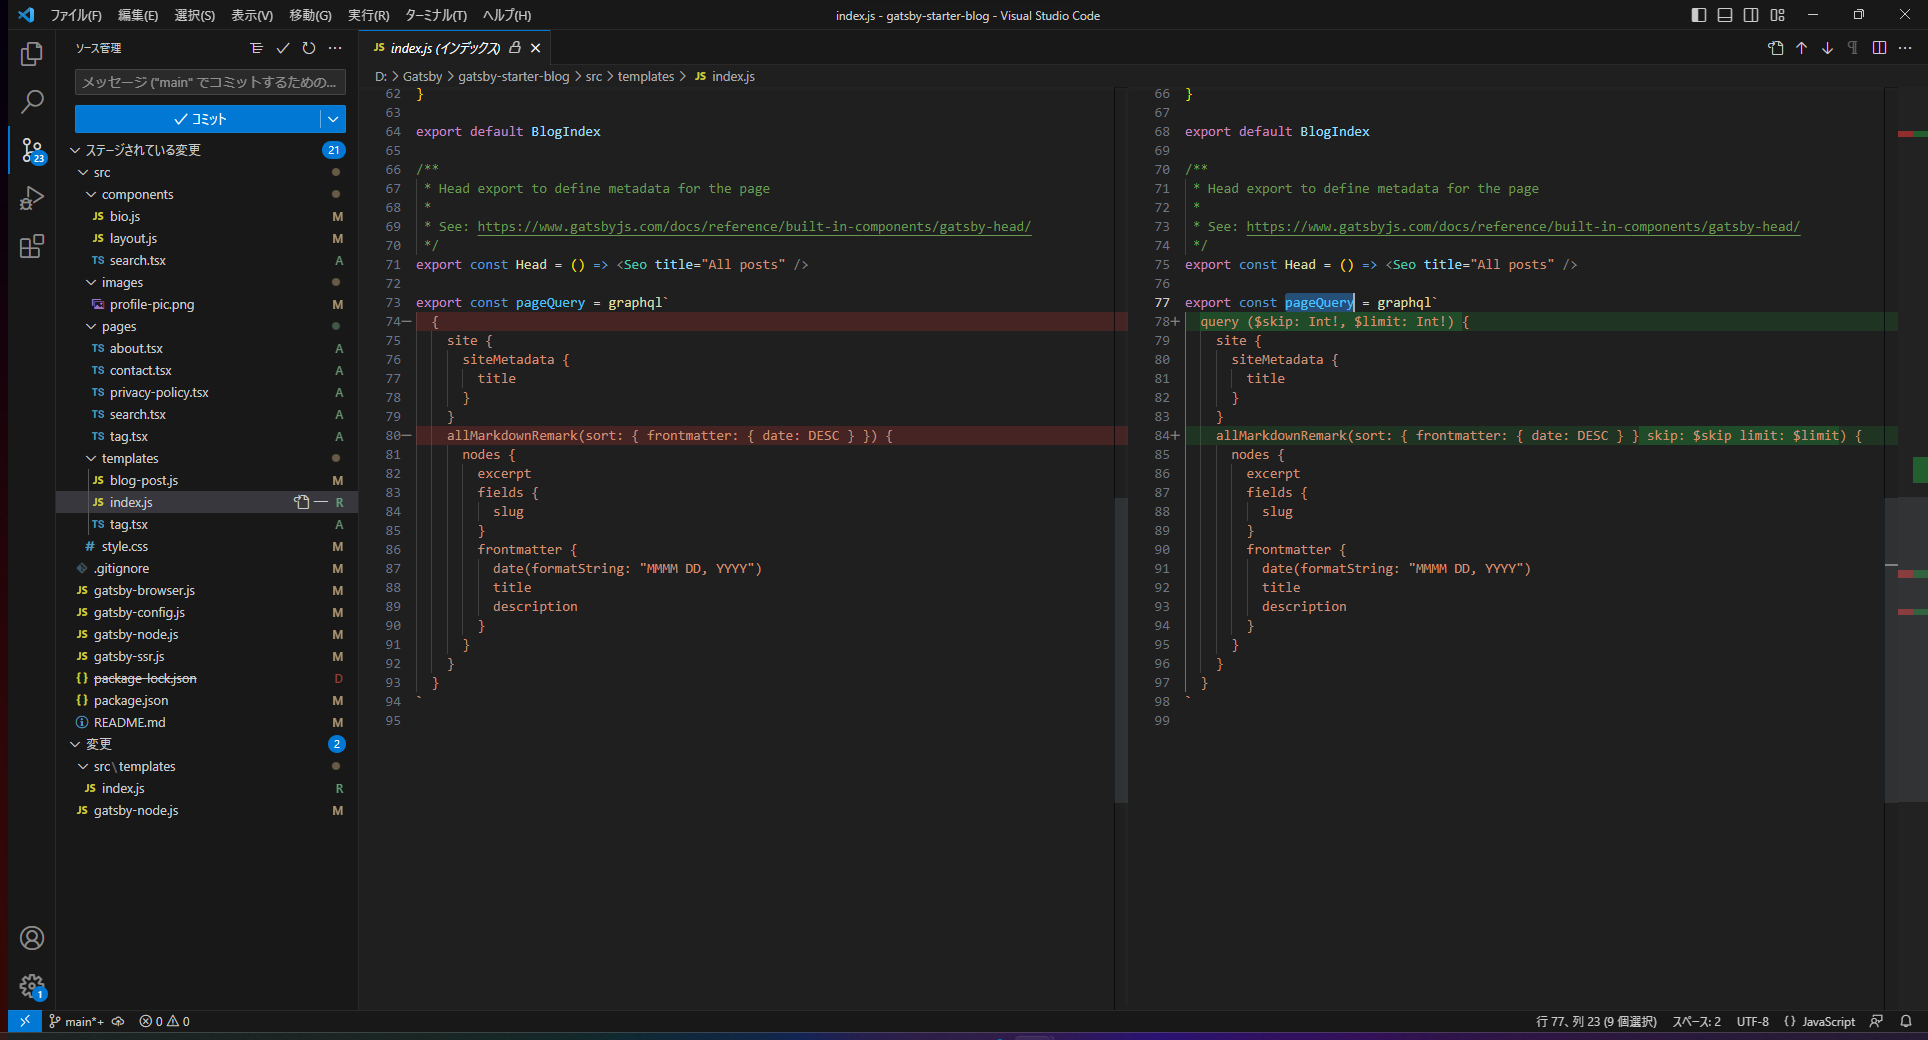 ファイル(F) 編集(E) 選択(S) 表示(V) 移動(G) 実行(R) ターミナル(T) ヘルプ(H)
index.js - gatsby-starter-blog - Visual Studio Code
ソース管理
メッセージ ("main" でコミットするための...
コミット
ステージされている変更 21
src
components
JS bio.js M
JS layout.js M
TS search.tsx A
images
profile-pic.png M
pages
TS about.tsx A
TS contact.tsx A
TS privacy-policy.tsx A
TS search.tsx A
TS tag.tsx A
templates
JS blog-post.js M
JS index.js R
TS tag.tsx A
# style.css M
.gitignore M
JS gatsby-browser.js M
JS gatsby-config.js M
JS gatsby-node.js M
JS gatsby-ssr.js M
{} package-lock.json D
{} package.json M
README.md M
変更 2
src\templates
JS index.js R
JS gatsby-node.js M
23
1
JS index.js (インデックス)
D: > Gatsby > gatsby-starter-blog > src > templates > JS index.js
62 }
63
64 export default BlogIndex
65
66 /**
67 * Head export to define metadata for the page
68 *
69 * See: https://www.gatsbyjs.com/docs/reference/built-in-components/gatsby-head/
70 */
71 export const Head = () => <Seo title="All posts" />
72
73 export const pageQuery = graphql`
74− {
75 site {
76 siteMetadata {
77 title
78 }
79 }
80− allMarkdownRemark(sort: { frontmatter: { date: DESC } }) {
81 nodes {
82 excerpt
83 fields {
84 slug
85 }
86 frontmatter {
87 date(formatString: "MMMM DD, YYYY")
88 title
89 description
90 }
91 }
92 }
93 }
94 `
95
66 }
67
68 export default BlogIndex
69
70 /**
71 * Head export to define metadata for the page
72 *
73 * See: https://www.gatsbyjs.com/docs/reference/built-in-components/gatsby-head/
74 */
75 export const Head = () => <Seo title="All posts" />
76
77 export const pageQuery = graphql`
78+ query ($skip: Int!, $limit: Int!) {
79 site {
80 siteMetadata {
81 title
82 }
83 }
84+ allMarkdownRemark(sort: { frontmatter: { date: DESC } } skip: $skip limit: $limit) {
85 nodes {
86 excerpt
87 fields {
88 slug
89 }
90 frontmatter {
91 date(formatString: "MMMM DD, YYYY")
92 title
93 description
94 }
95 }
96 }
97 }
98 `
99
main*+ 0 0
行 77、列 23 (9 個選択) スペース: 2 UTF-8 {} JavaScript